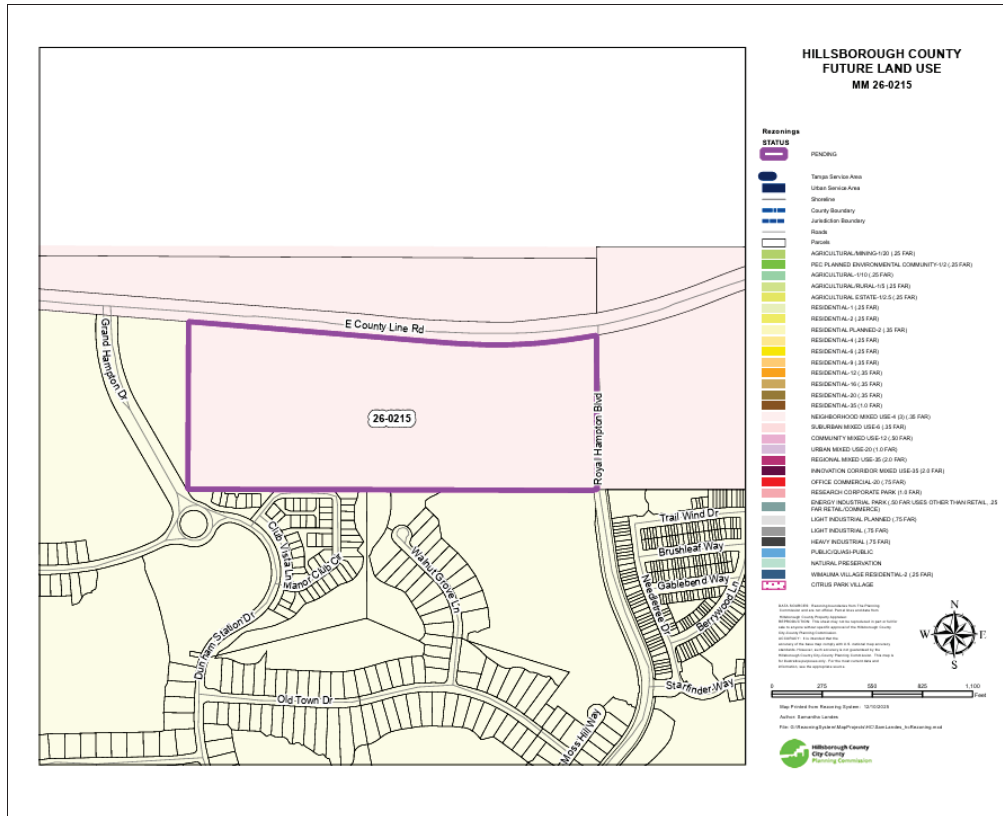 HILLSBOROUGH COUNTY
FUTURE LAND USE
MM 26-0215
Rezonings
STATUS
PENDING
Tampa Service Area
Urban Service Area
Shoreline
County Boundary
Jurisdiction Boundary
Roads
Parcels
AGRICULTURAL/MINING-1/20 (.25 FAR)
PEC PLANNED ENVIRONMENTAL COMMUNITY-1/2 (.25 FAR)
AGRICULTURAL-1/10 (.25 FAR)
AGRICULTURAL/RURAL-1/5 (.25 FAR)
AGRICULTURAL ESTATE-1/2.5 (.25 FAR)
RESIDENTIAL-1 (.25 FAR)
RESIDENTIAL-2 (.25 FAR)
RESIDENTIAL PLANNED-2 (.35 FAR)
RESIDENTIAL-4 (.25 FAR)
RESIDENTIAL-6 (.25 FAR)
RESIDENTIAL-9 (.35 FAR)
RESIDENTIAL-12 (.35 FAR)
RESIDENTIAL-16 (.35 FAR)
RESIDENTIAL-20 (.35 FAR)
RESIDENTIAL-35 (1.0 FAR)
NEIGHBORHOOD MIXED USE-4 (3) (.35 FAR)
SUBURBAN MIXED USE-6 (.35 FAR)
COMMUNITY MIXED USE-12 (.50 FAR)
URBAN MIXED USE-20 (1.0 FAR)
REGIONAL MIXED USE-35 (2.0 FAR)
INNOVATION CORRIDOR MIXED USE-35 (2.0 FAR)
OFFICE COMMERCIAL-20 (.75 FAR)
RESEARCH CORPORATE PARK (1.0 FAR)
ENERGY INDUSTRIAL PARK (.50 FAR USES OTHER THAN RETAIL, .25
FAR RETAIL/COMMERCE)
LIGHT INDUSTRIAL PLANNED (.75 FAR)
LIGHT INDUSTRIAL (.75 FAR)
HEAVY INDUSTRIAL (.75 FAR)
PUBLIC/QUASI-PUBLIC
NATURAL PRESERVATION
WIMAUMA VILLAGE RESIDENTIAL-2 (.25 FAR)
CITRUS PARK VILLAGE
E County Line Rd
Grand Hampton Dr
26-0215
Royal Hampton Blvd
Club Vista Ln
Manor Club Cr
Walnut Grove Ln
Trail Wind Dr
Brushleaf Way
Gablebend Way
Needletree Dr
Berrywood Ln
Dunham Station Dr
Old Town Dr
Starfinder Way
Moss Hill Way
N
W
E
S
0 275 550 825 1,100
Feet
Map Printed from Rezoning System: 12/10/2025
Author: Samantha Landes
Hillsborough County
City-County
Planning Commission